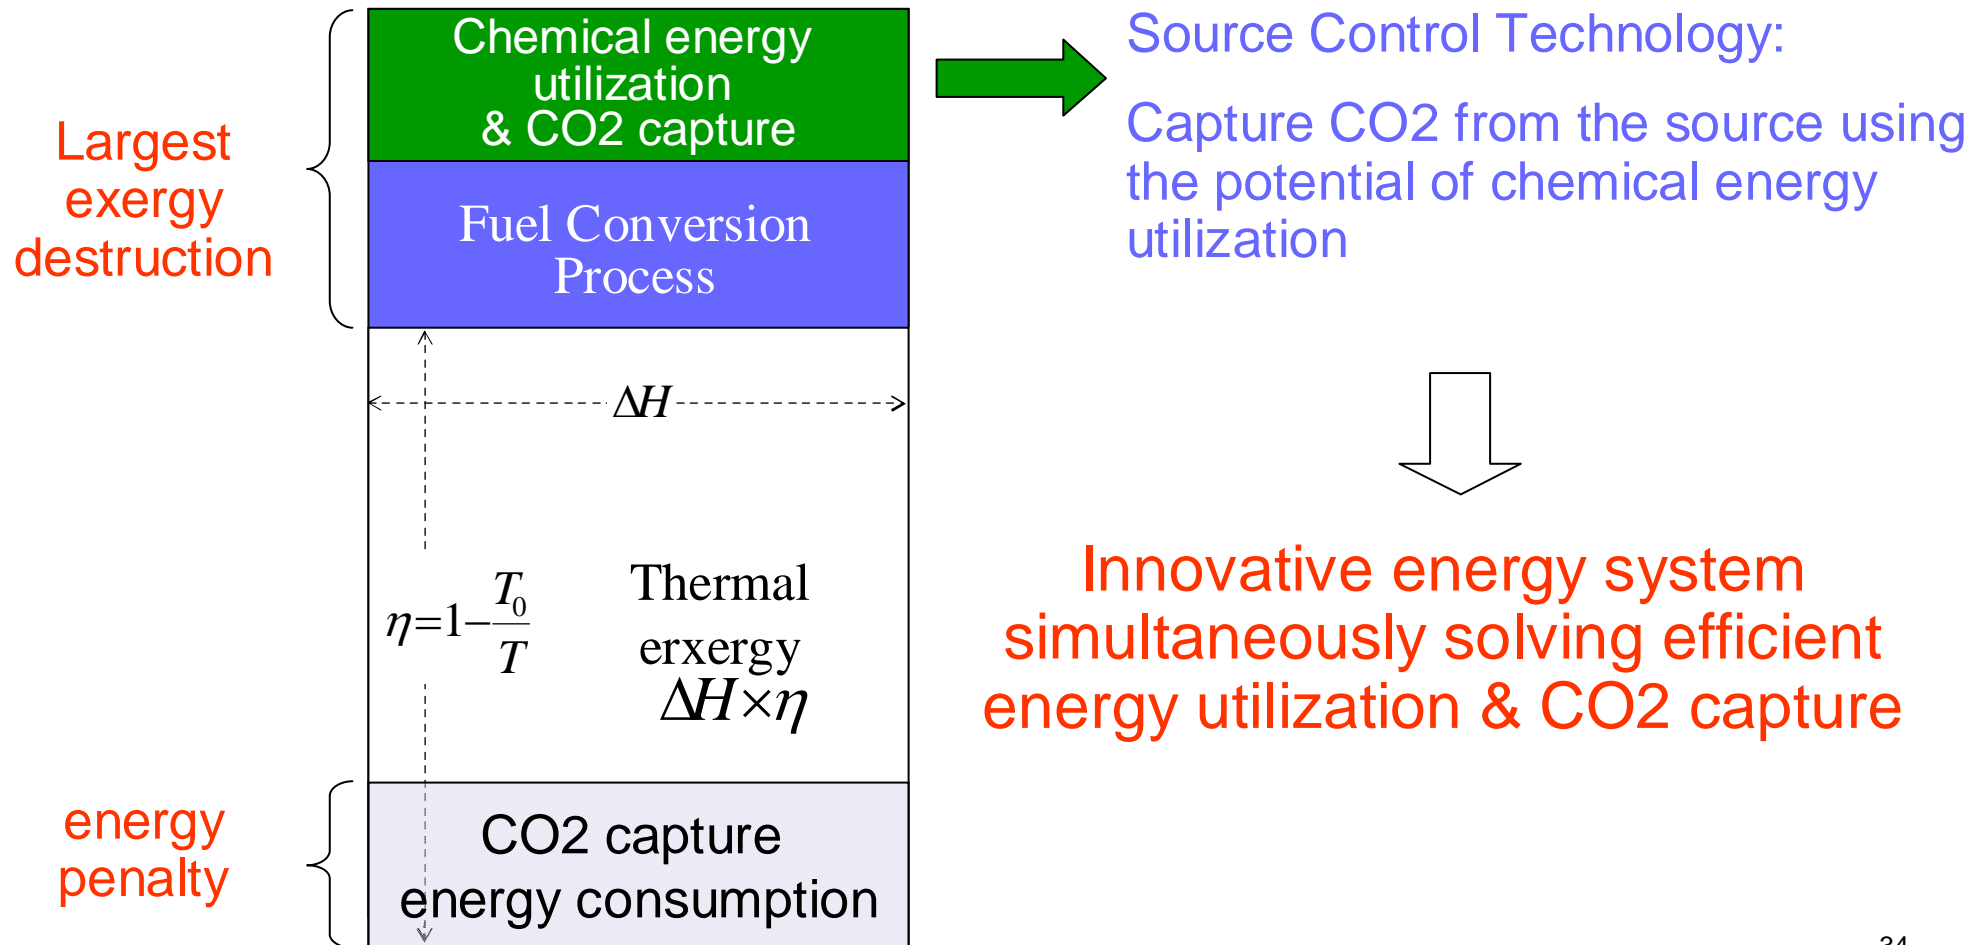 Chemical energy
utilization
& CO2 capture
Largest
exergy
destruction
Fuel Conversion
Process
Source Control Technology:
Capture CO2 from the source using
the potential of chemical energy
utilization
ΔH
η=1−T₀/T
Thermal
erxergy
ΔH×η
Innovative energy system
simultaneously solving efficient
energy utilization & CO2 capture
energy
penalty
CO2 capture
energy consumption
34